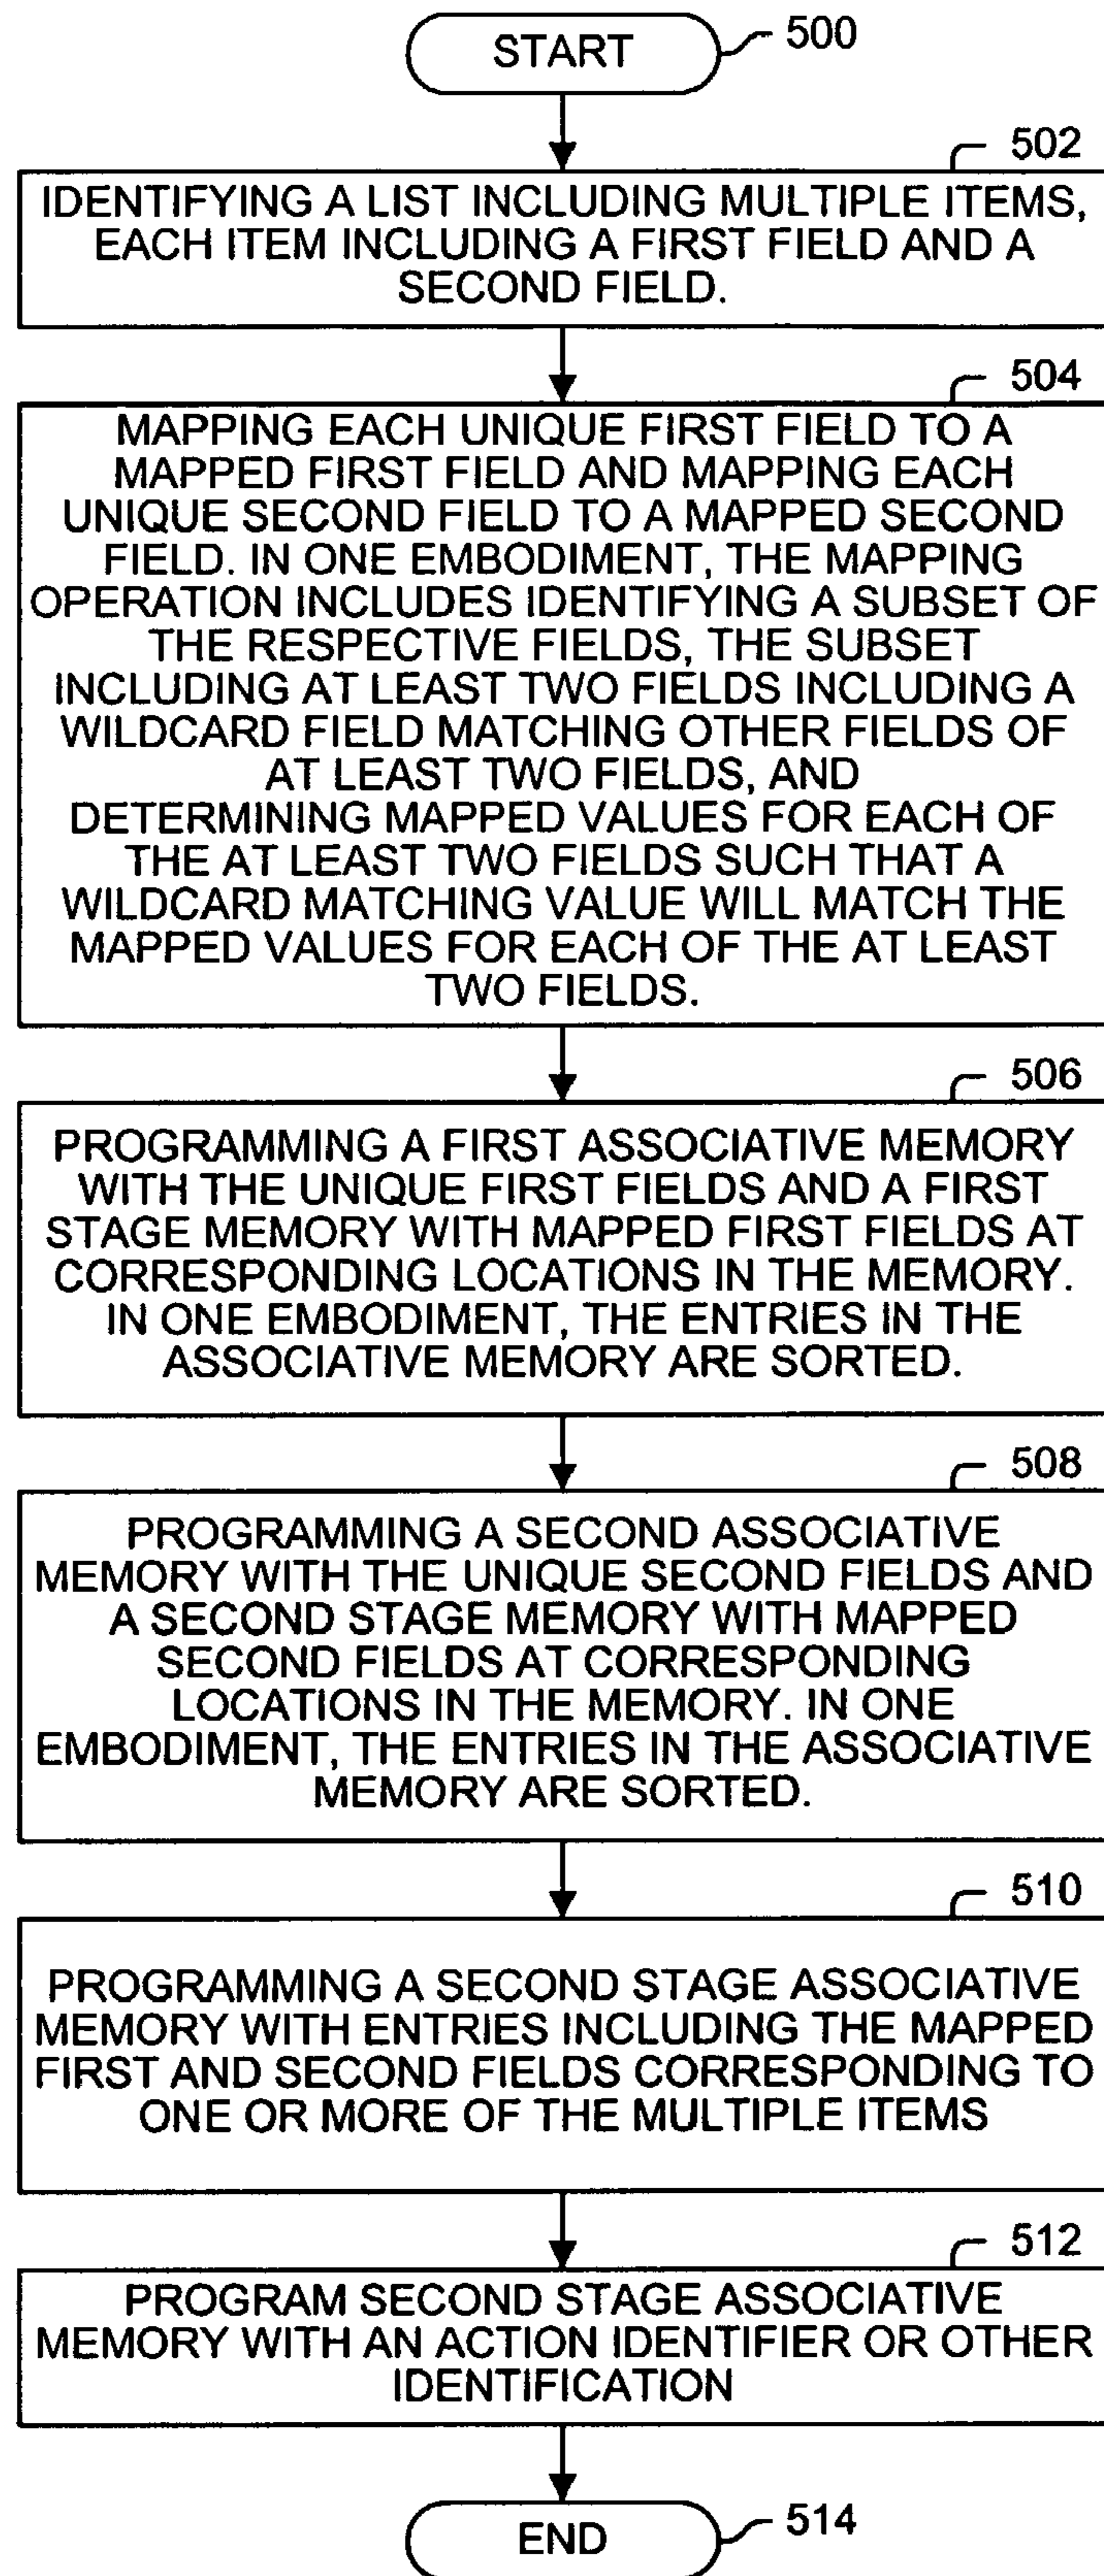 START
500
502
IDENTIFYING A LIST INCLUDING MULTIPLE ITEMS,
EACH ITEM INCLUDING A FIRST FIELD AND A
SECOND FIELD.
504
MAPPING EACH UNIQUE FIRST FIELD TO A
MAPPED FIRST FIELD AND MAPPING EACH
UNIQUE SECOND FIELD TO A MAPPED SECOND
FIELD. IN ONE EMBODIMENT, THE MAPPING
OPERATION INCLUDES IDENTIFYING A SUBSET OF
THE RESPECTIVE FIELDS, THE SUBSET
INCLUDING AT LEAST TWO FIELDS INCLUDING A
WILDCARD FIELD MATCHING OTHER FIELDS OF
AT LEAST TWO FIELDS, AND
DETERMINING MAPPED VALUES FOR EACH OF
THE AT LEAST TWO FIELDS SUCH THAT A
WILDCARD MATCHING VALUE WILL MATCH THE
MAPPED VALUES FOR EACH OF THE AT LEAST
TWO FIELDS.
506
PROGRAMMING A FIRST ASSOCIATIVE MEMORY
WITH THE UNIQUE FIRST FIELDS AND A FIRST
STAGE MEMORY WITH MAPPED FIRST FIELDS AT
CORRESPONDING LOCATIONS IN THE MEMORY.
IN ONE EMBODIMENT, THE ENTRIES IN THE
ASSOCIATIVE MEMORY ARE SORTED.
508
PROGRAMMING A SECOND ASSOCIATIVE
MEMORY WITH THE UNIQUE SECOND FIELDS AND
A SECOND STAGE MEMORY WITH MAPPED
SECOND FIELDS AT CORRESPONDING
LOCATIONS IN THE MEMORY. IN ONE
EMBODIMENT, THE ENTRIES IN THE ASSOCIATIVE
MEMORY ARE SORTED.
510
PROGRAMMING A SECOND STAGE ASSOCIATIVE
MEMORY WITH ENTRIES INCLUDING THE MAPPED
FIRST AND SECOND FIELDS CORRESPONDING TO
ONE OR MORE OF THE MULTIPLE ITEMS
512
PROGRAM SECOND STAGE ASSOCIATIVE
MEMORY WITH AN ACTION IDENTIFIER OR OTHER
IDENTIFICATION
END
514